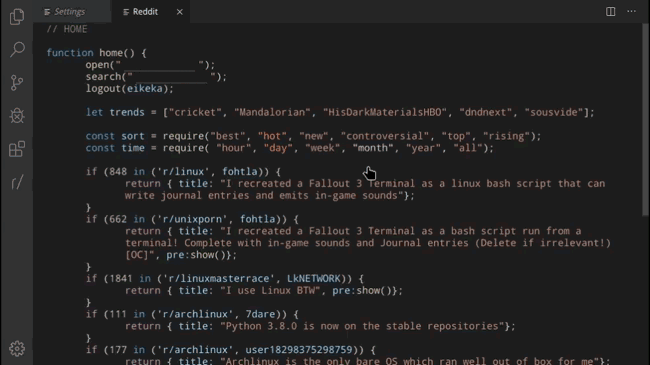 Settings
Reddit
// HOME
function home() {
open("____________ ");
search("____________ ");
logout(eikeka);
let trends = ["cricket", "Mandalorian", "HisDarkMaterialsHBO", "dndnext", "sousvide"];
const sort = require("best", "hot", "new", "controversial", "top", "rising");
const time = require( "hour", "day", "week", "month", "year", "all");
if (848 in ('r/linux', fohtla)) {
return { title: "I recreated a Fallout 3 Terminal as a linux bash script that can
write journal entries and emits in-game sounds"};
}
if (662 in ('r/unixporn', fohtla)) {
return { title: "I recreated a Fallout 3 Terminal as a bash script run from a
terminal! Complete with in-game sounds and Journal entries (Delete if irrelevant!)
[OC]", pre:show()};
}
if (1841 in ('r/linuxmasterrace', LkNETWORK)) {
return { title: "I use Linux BTW", pre:show()};
}
if (111 in ('r/archlinux', 7dare)) {
return { title: "Python 3.8.0 is now on the stable repositories"};
}
if (177 in ('r/archlinux', user18298375298759)) {
return { title: "Archlinux is the only bare OS which ran well out of box for me"};
r/